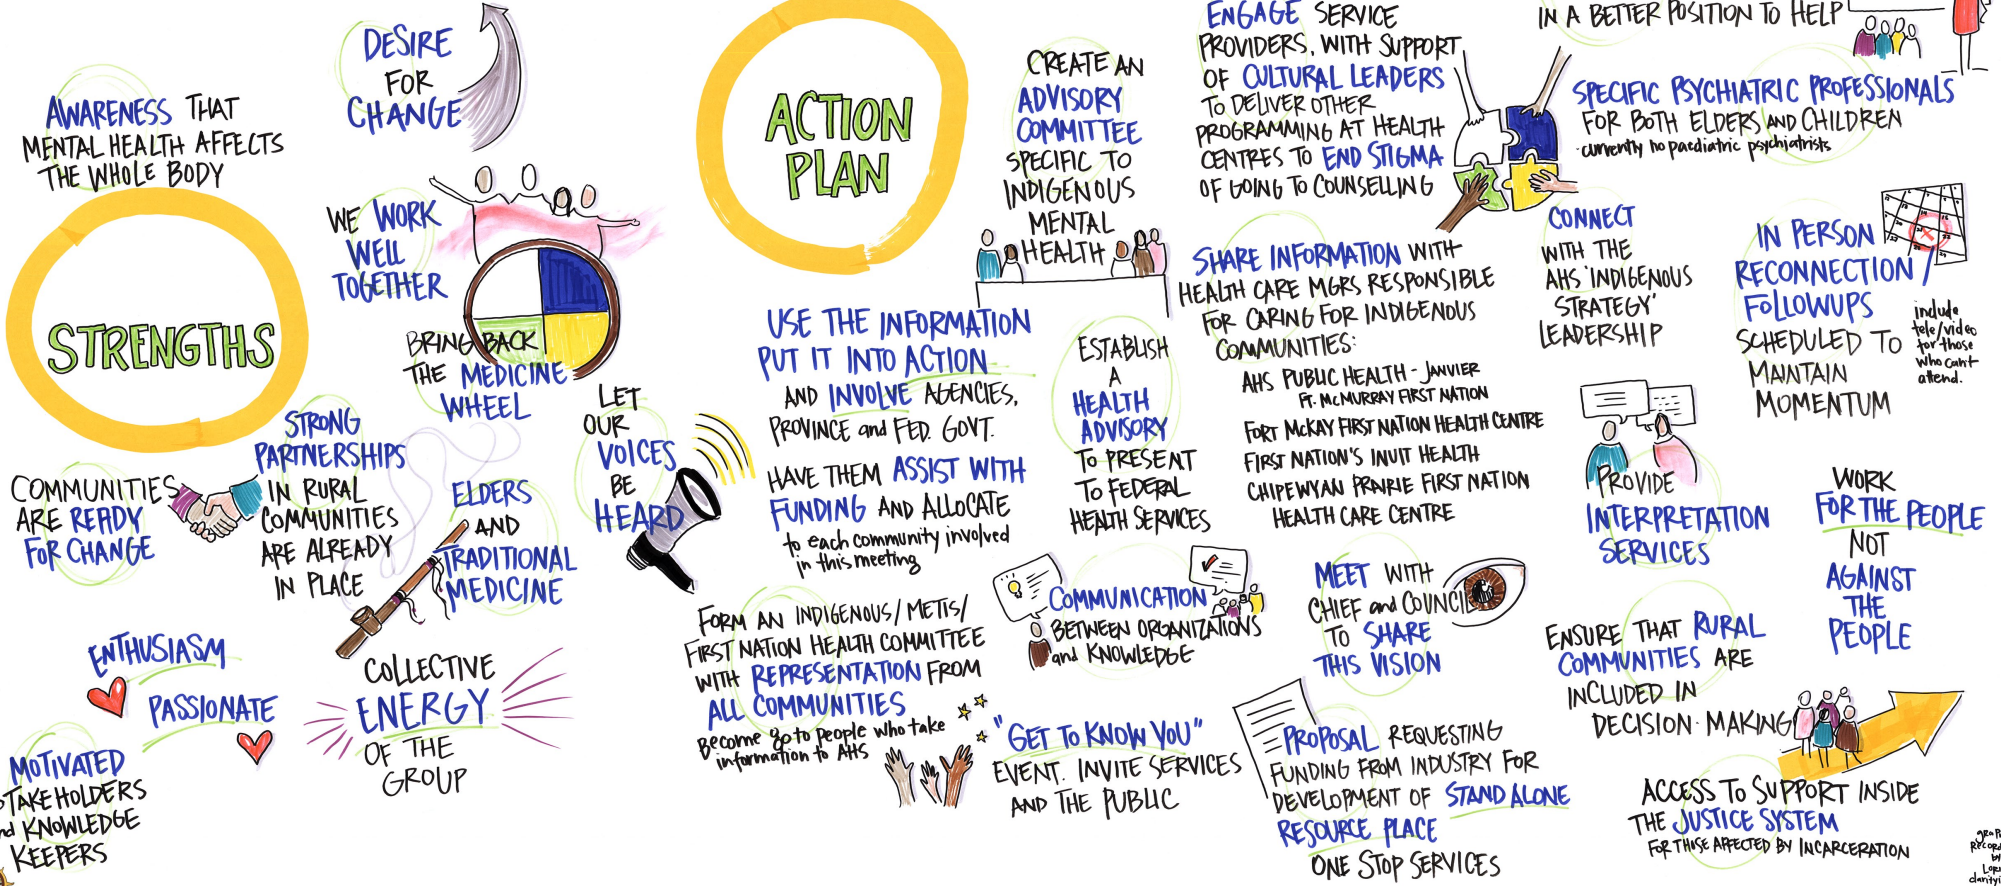 AWARENESS THAT
MENTAL HEALTH AFFECTS
THE WHOLE BODY
DESIRE
FOR
CHANGE
STRENGTHS
WE WORK
WELL
TOGETHER
BRING BACK
THE MEDICINE
WHEEL
STRONG
PARTNERSHIPS
IN RURAL
COMMUNITIES
ARE ALREADY
IN PLACE
COMMUNITIES
ARE READY
FOR CHANGE
ELDERS
AND
TRADITIONAL
MEDICINE
LET
OUR
VOICES
BE
HEARD
ENTHUSIASM
PASSIONATE
MOTIVATED
STAKEHOLDERS
and KNOWLEDGE
KEEPERS
COLLECTIVE
ENERGY
OF THE
GROUP
ACTION
PLAN
USE THE INFORMATION
PUT IT INTO ACTION
AND INVOLVE AGENCIES,
PROVINCE and FED. GOVT.
HAVE THEM ASSIST WITH
FUNDING AND ALLOCATE
to each community involved
in this meeting
FORM AN INDIGENOUS/METIS/
FIRST NATION HEALTH COMMITTEE
WITH REPRESENTATION FROM
ALL COMMUNITIES
Become go to people who take
information to AHS
CREATE AN
ADVISORY
COMMITTEE
SPECIFIC TO
INDIGENOUS
MENTAL
HEALTH
ESTABLISH
A
HEALTH
ADVISORY
TO PRESENT
TO FEDERAL
HEALTH SERVICES
COMMUNICATION
BETWEEN ORGANIZATIONS
and KNOWLEDGE
"GET TO KNOW YOU"
EVENT. INVITE SERVICES
AND THE PUBLIC
ENGAGE SERVICE
PROVIDERS, WITH SUPPORT
OF CULTURAL LEADERS
TO DELIVER OTHER
PROGRAMMING AT HEALTH
CENTRES TO END STIGMA
OF GOING TO COUNSELLING
SHARE INFORMATION WITH
HEALTH CARE MGRS RESPONSIBLE
FOR CARING FOR INDIGENOUS
COMMUNITIES:
AHS PUBLIC HEALTH - JANVIER
FT. McMURRAY FIRST NATION
FORT McKAY FIRST NATION HEALTH CENTRE
FIRST NATION'S INUIT HEALTH
CHIPEWYAN PRAIRIE FIRST NATION
HEALTH CARE CENTRE
MEET WITH
CHIEF and COUNCIL
TO SHARE
THIS VISION
PROPOSAL REQUESTING
FUNDING FROM INDUSTRY FOR
DEVELOPMENT OF STAND ALONE
RESOURCE PLACE
ONE STOP SERVICES
IN A BETTER POSITION TO HELP
SPECIFIC PSYCHIATRIC PROFESSIONALS
FOR BOTH ELDERS AND CHILDREN
- currently no paediatric psychiatrists
CONNECT
WITH THE
AHS 'INDIGENOUS
STRATEGY'
LEADERSHIP
IN PERSON
RECONNECTION/
FOLLOWUPS
SCHEDULED TO
MAINTAIN
MOMENTUM
include
tele/video
for those
who can't
attend.
PROVIDE
INTERPRETATION
SERVICES
WORK
FOR THE PEOPLE
NOT
AGAINST
THE
PEOPLE
ENSURE THAT RURAL
COMMUNITIES ARE
INCLUDED IN
DECISION-MAKING
ACCESS TO SUPPORT INSIDE
THE JUSTICE SYSTEM
FOR THOSE AFFECTED BY INCARCERATION
by